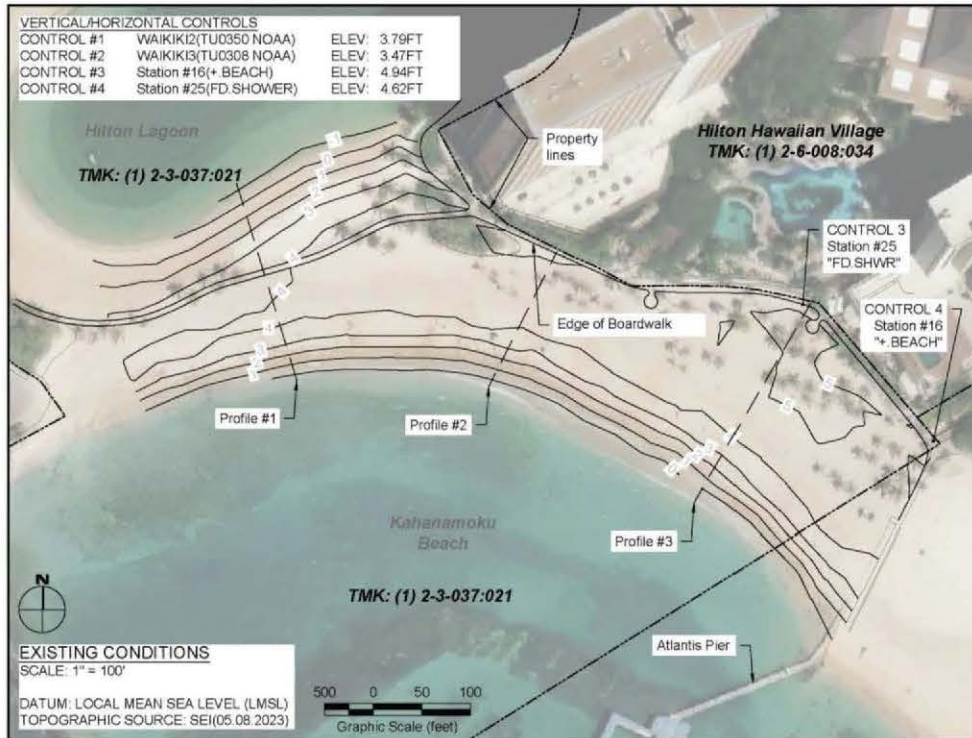 VERTICAL/HORIZONTAL CONTROLS
CONTROL #1 WAIKIKI2(TU0350 NOAA) ELEV: 3.79FT
CONTROL #2 WAIKIKI3(TU0308 NOAA) ELEV: 3.47FT
CONTROL #3 Station #16(+.BEACH) ELEV: 4.94FT
CONTROL #4 Station #25(FD.SHOWER) ELEV: 4.62FT
Hilton Lagoon
TMK: (1) 2-3-037:021
Property
lines
Hilton Hawaiian Village
TMK: (1) 2-6-008:034
CONTROL 3
Station #25
"FD.SHWR"
CONTROL 4
Station #16
"+.BEACH"
Edge of Boardwalk
4
5
5
Profile #1
Profile #2
Profile #3
Kahanamoku
Beach
TMK: (1) 2-3-037:021
Atlantis Pier
N
EXISTING CONDITIONS
SCALE: 1" = 100'
DATUM: LOCAL MEAN SEA LEVEL (LMSL)
TOPOGRAPHIC SOURCE: SEI(05.08.2023)
500 0 50 100
Graphic Scale (feet)